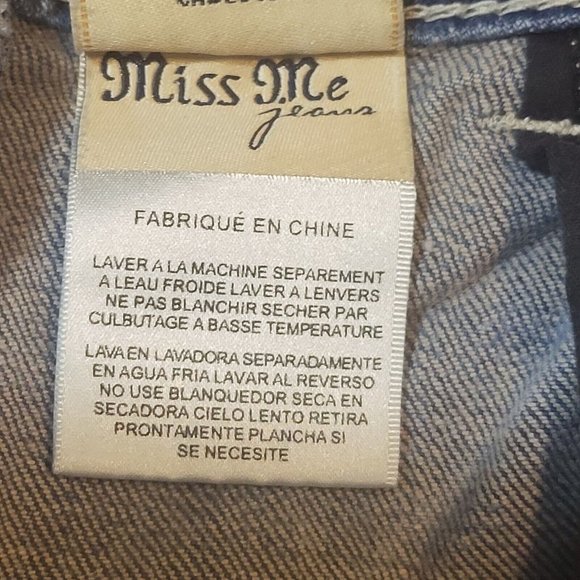 Miss Me
jeans
FABRIQUÉ EN CHINE
LAVER A LA MACHINE SEPAREMENT
A LEAU FROIDE LAVER A LENVERS
NE PAS BLANCHIR SECHER PAR
CULBUTAGE A BASSE TEMPERATURE
LAVA EN LAVADORA SEPARADAMENTE
EN AGUA FRIA LAVAR AL REVERSO
NO USE BLANQUEDOR SECA EN
SECADORA CIELO LENTO RETIRA
PRONTAMENTE PLANCHA SI
SE NECESITE